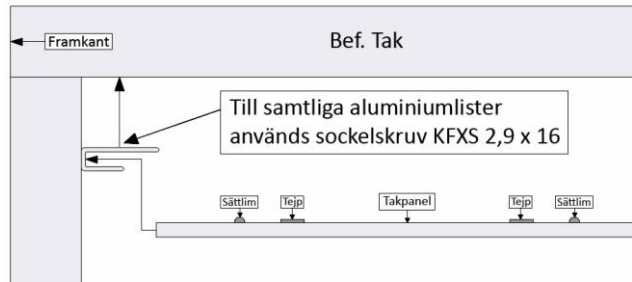 Framkant
Bef. Tak
Till samtliga aluminiumlister
används sockelskruv KFXS 2,9 x 16
Sättlim
Tejp
Takpanel
Tejp
Sättlim